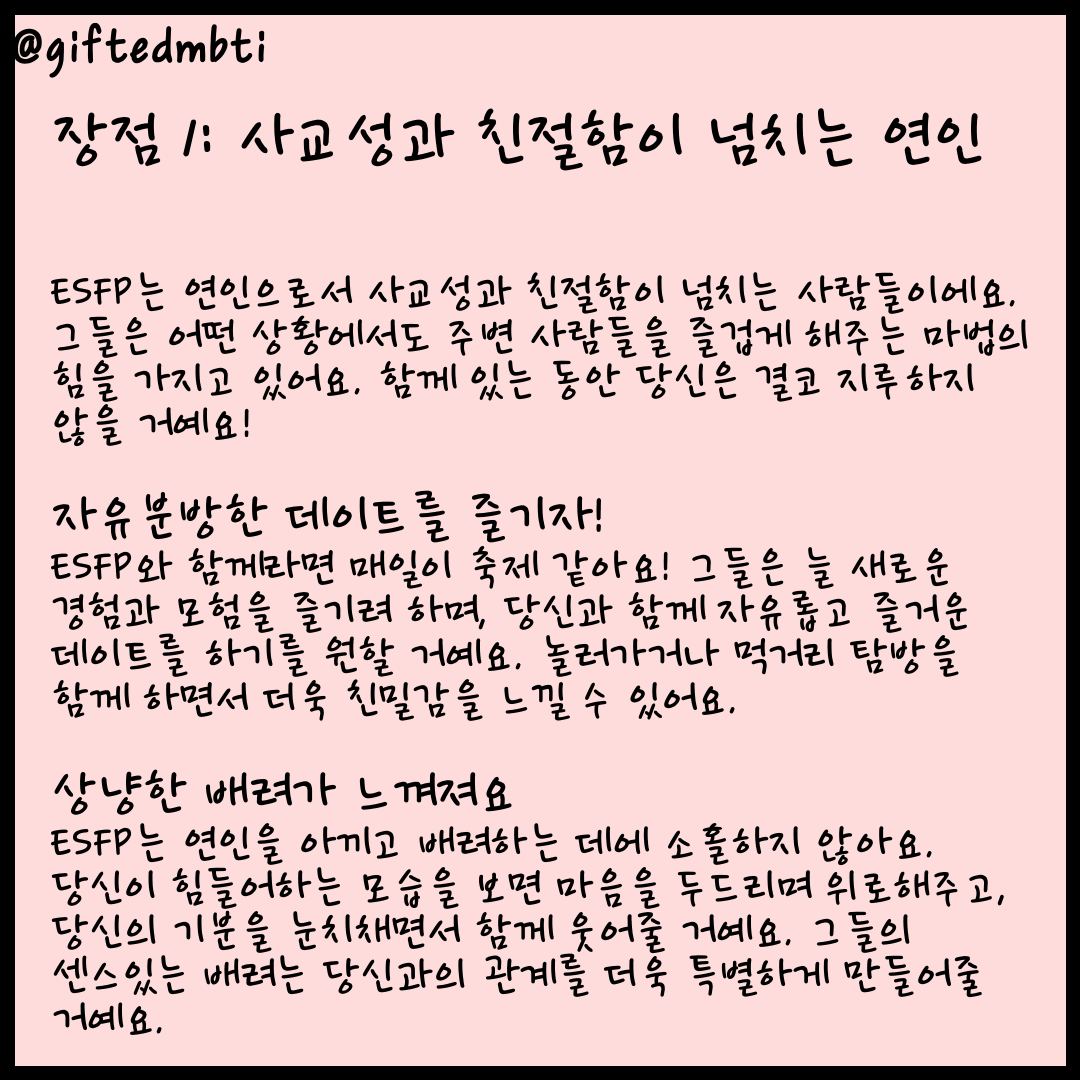 @giftedmbti
장점 1: 사교성과 친절함이 넘치는 연인
ESFP는 연인으로서 사교성과 친절함이 넘치는 사람들이에요.
그들은 어떤 상황에서도 주변 사람들을 즐겁게 해주는 마법의
힘을 가지고 있어요. 함께 있는 동안 당신은 결코 지루하지
않을 거예요!
자유분방한 데이트를 즐기자!
ESFP와 함께라면 매일이 축제 같아요! 그들은 늘 새로운
경험과 모험을 즐기려 하며, 당신과 함께 자유롭고 즐거운
데이트를 하기를 원할 거예요. 놀러가거나 먹거리 탐방을
함께 하면서 더욱 친밀감을 느낄 수 있어요.
상냥한 배려가 느껴져요
ESFP는 연인을 아끼고 배려하는 데에 소홀하지 않아요.
당신이 힘들어하는 모습을 보면 마음을 두드리며 위로해주고,
당신의 기분을 눈치채면서 함께 웃어줄 거예요. 그들의
센스있는 배려는 당신과의 관계를 더욱 특별하게 만들어줄
거예요.